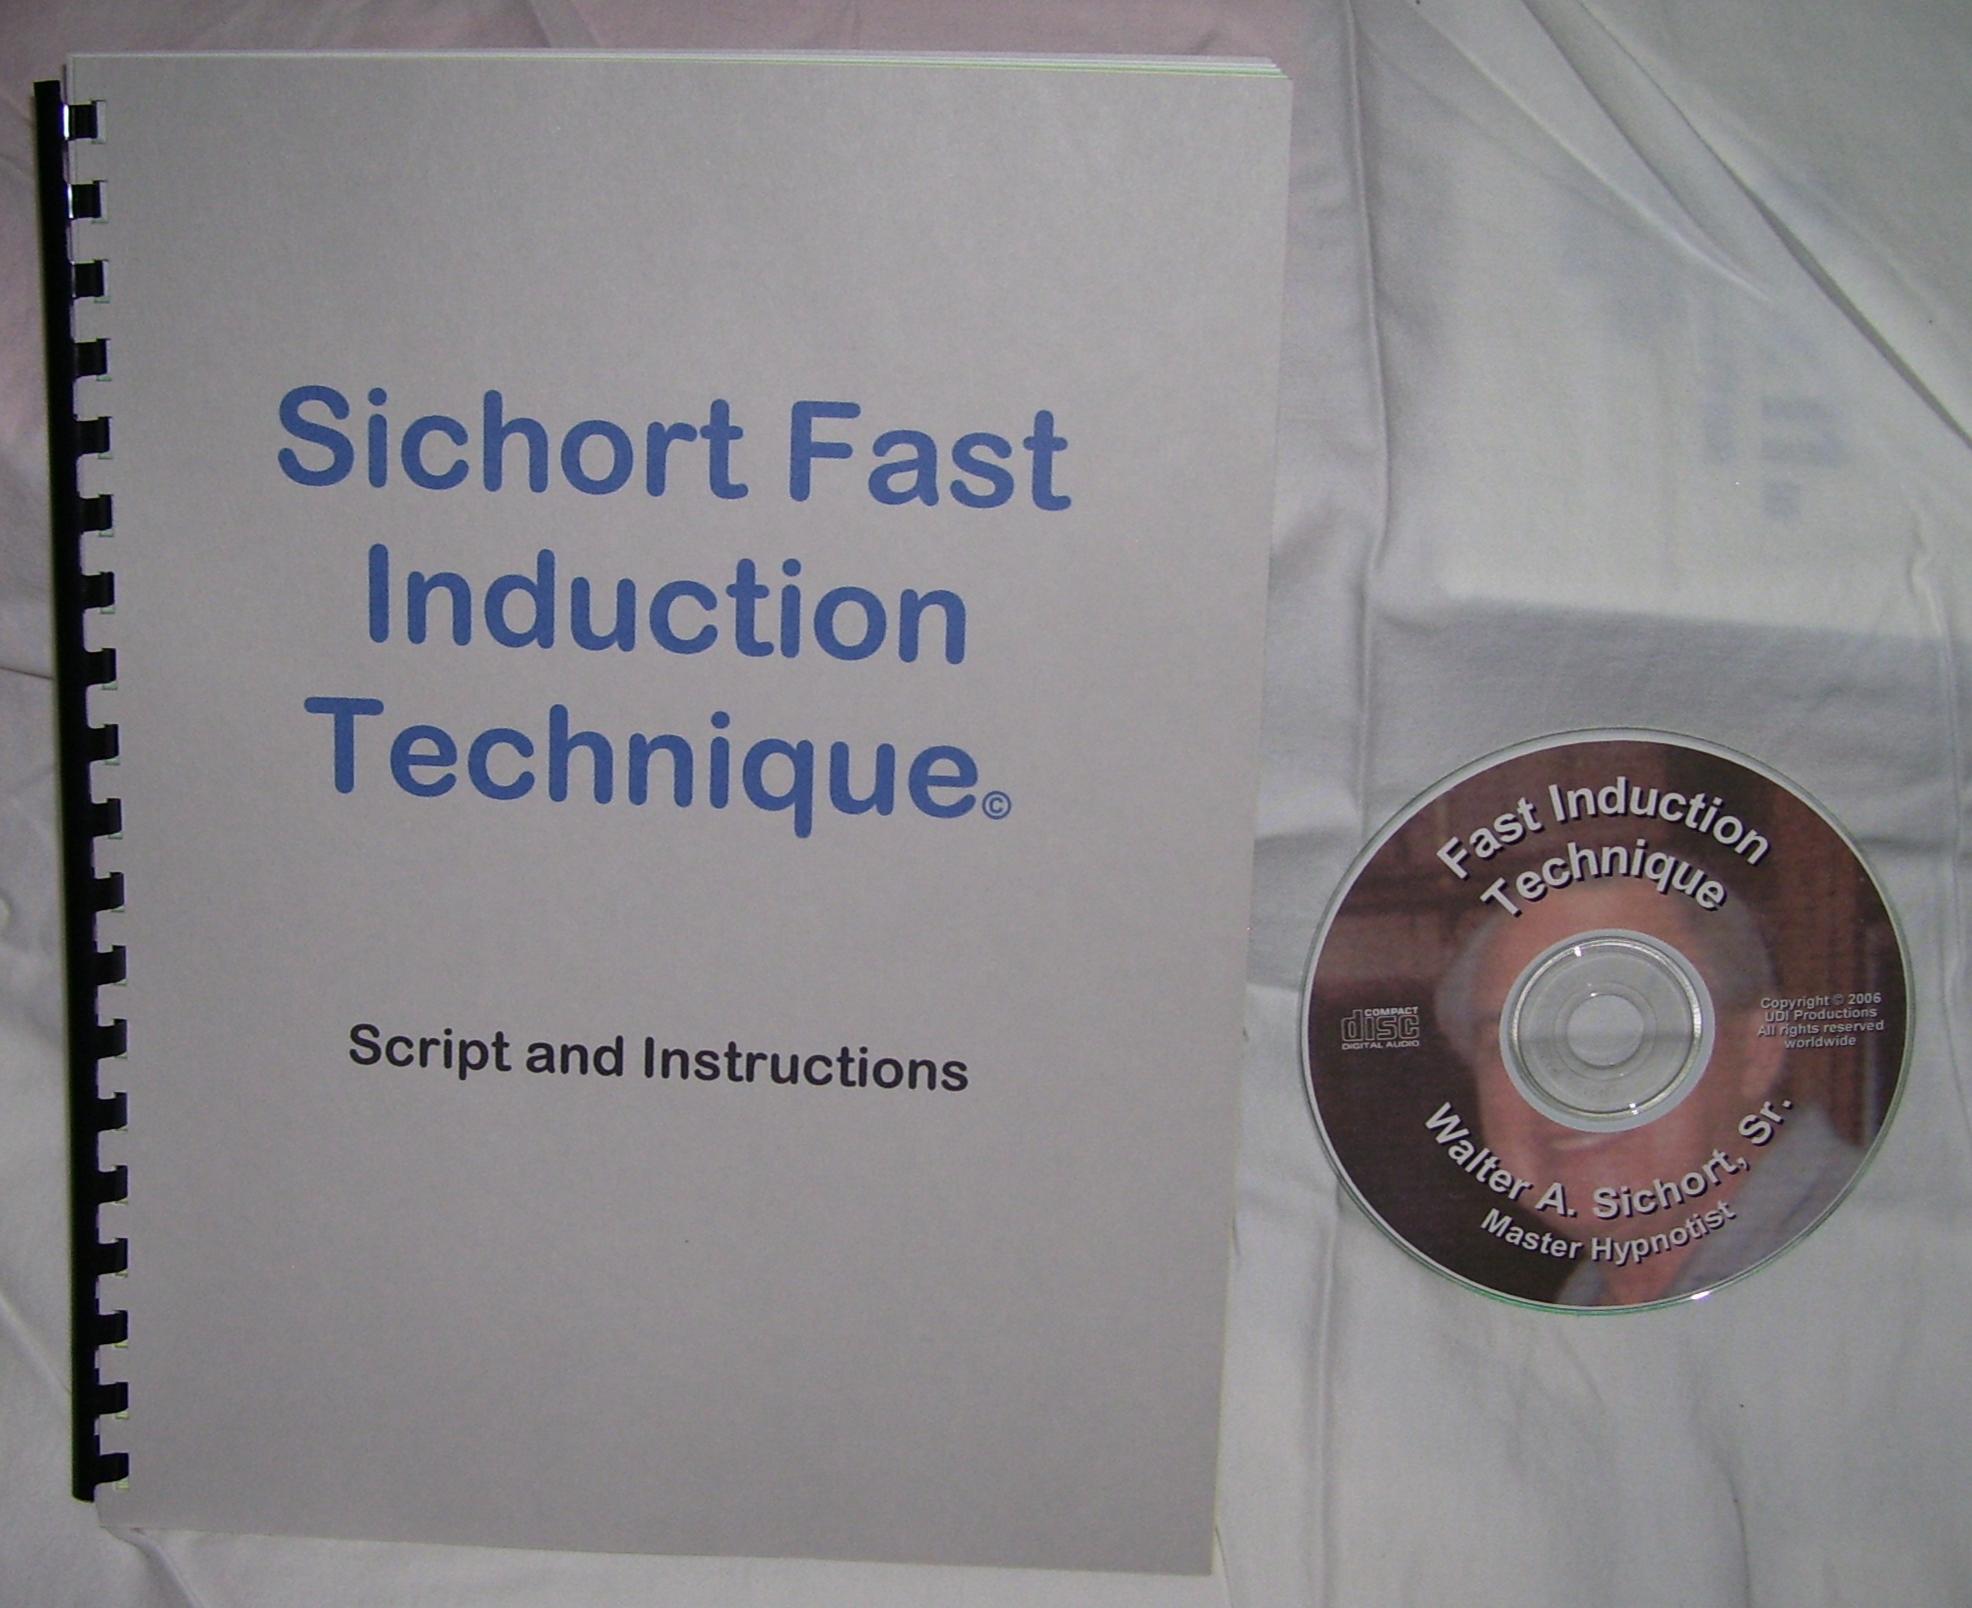 Sichort Fast
Induction
Technique©
Script and Instructions
Fast Induction
Technique
COMPACT
disc
DIGITAL AUDIO
Copyright © 2006
UDI Productions
All rights reserved
worldwide
Walter A. Sichort, Sr.
Master Hypnotist